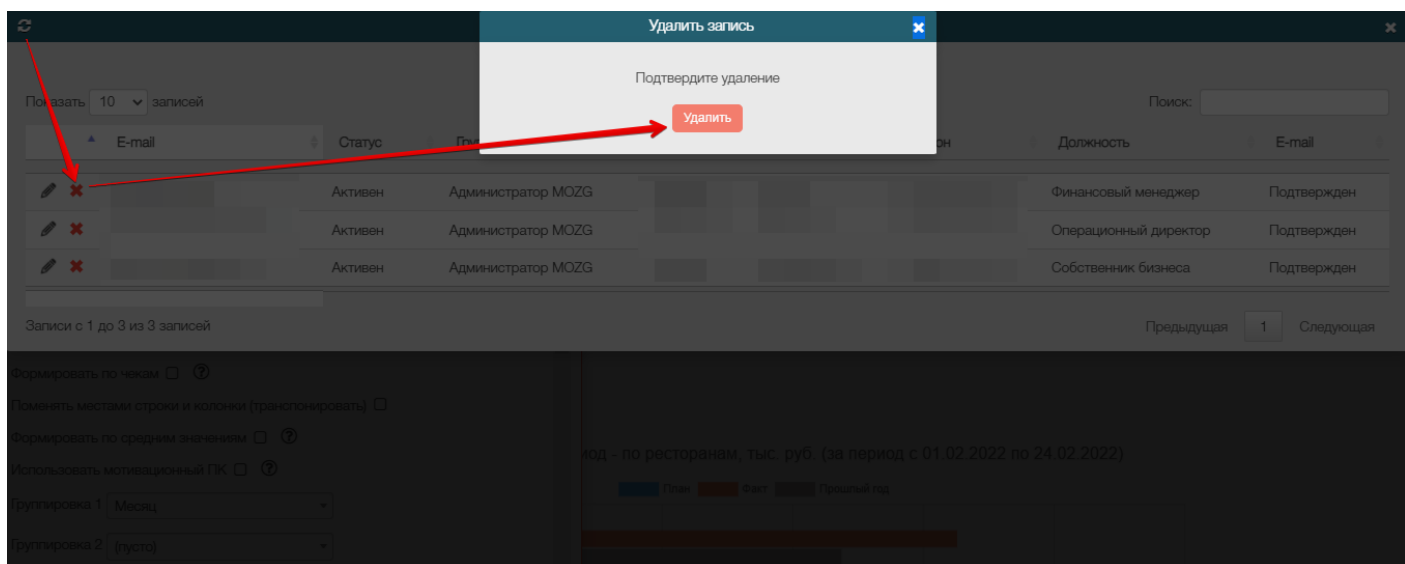 Удалить запись
Подтвердите удаление
Удалить
Показать 10 записей
Поиск:
E-mail Статус Гру он Должность E-mail
Активен Администратор MOZG Финансовый менеджер Подтвержден
Активен Администратор MOZG Операционный директор Подтвержден
Активен Администратор MOZG Собственник бизнеса Подтвержден
Записи с 1 до 3 из 3 записей
Предыдущая 1 Следующая
Формировать по чекам
Поменять местами строки и колонки (транспонировать)
Формировать по средним значениям
Использовать мотивационный ПК
иод - по ресторанам, тыс. руб. (за период с 01.02.2022 по 24.02.2022)
План Факт Прошлый год
Группировка 1 Месяц
Группировка 2 (пусто)